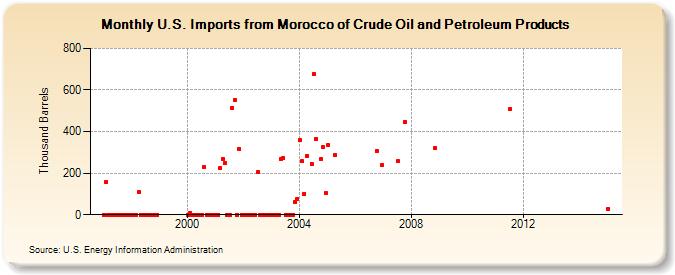 Monthly U.S. Imports from Morocco of Crude Oil and Petroleum Products
Thousand Barrels
800
600
400
200
0
2000 2004 2008 2012
Source: U.S. Energy Information Administration